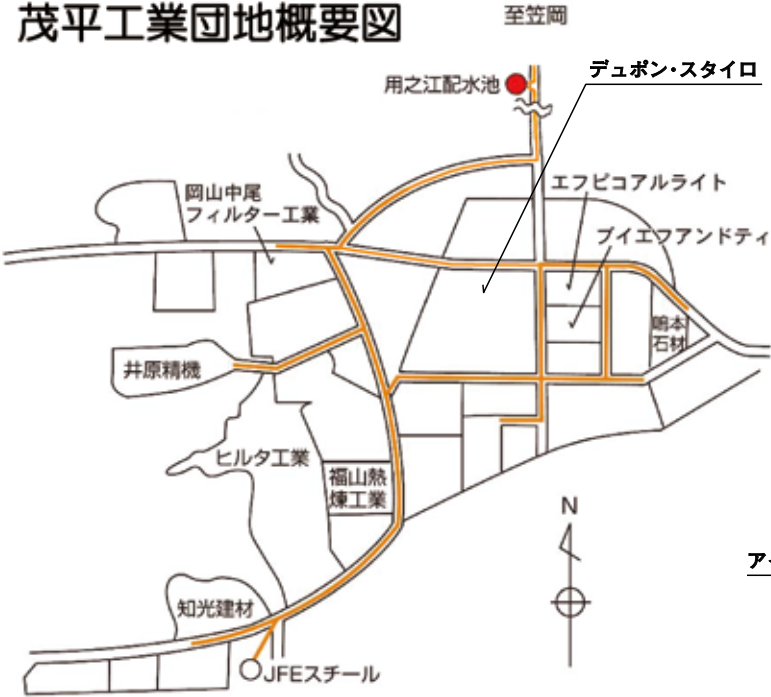 茂平工業団地概要図
至笠岡
デュポン・スタイロ
用之江配水池
エフピコアルライト
岡山中尾
フィルター工業
ブイエフアンドティ
鳴本
石材
井原精機
ヒルタ工業
福山熱
煉工業
N
知光建材
JFEスチール